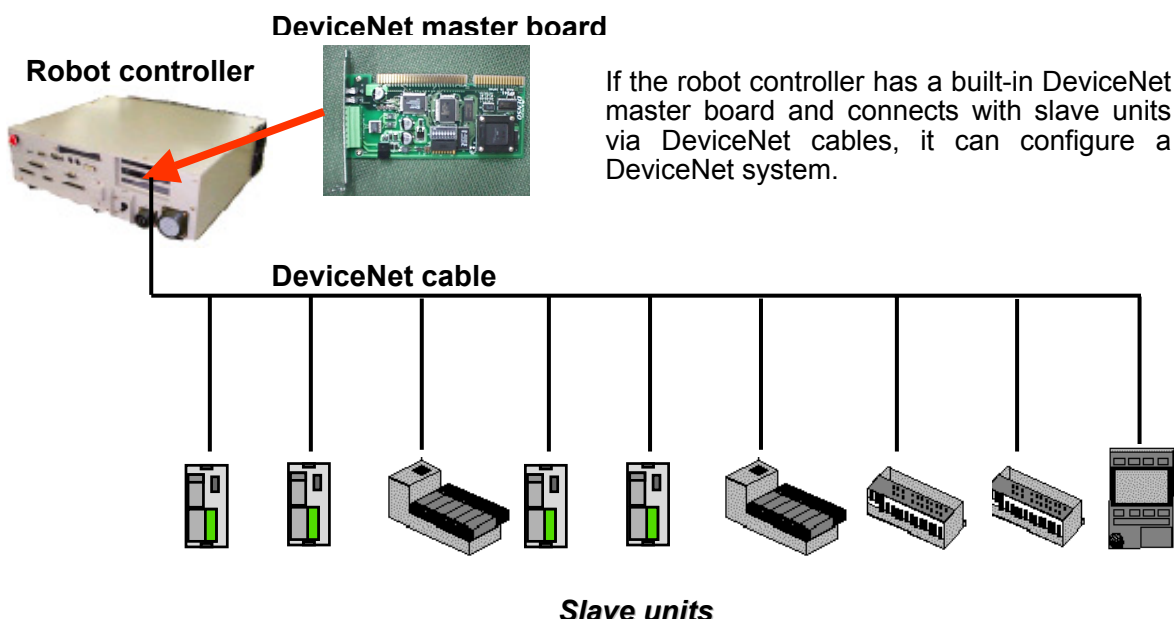 DeviceNet master board
Robot controller
If the robot controller has a built-in DeviceNet
master board and connects with slave units
via DeviceNet cables, it can configure a
DeviceNet system.
DeviceNet cable
Slave units